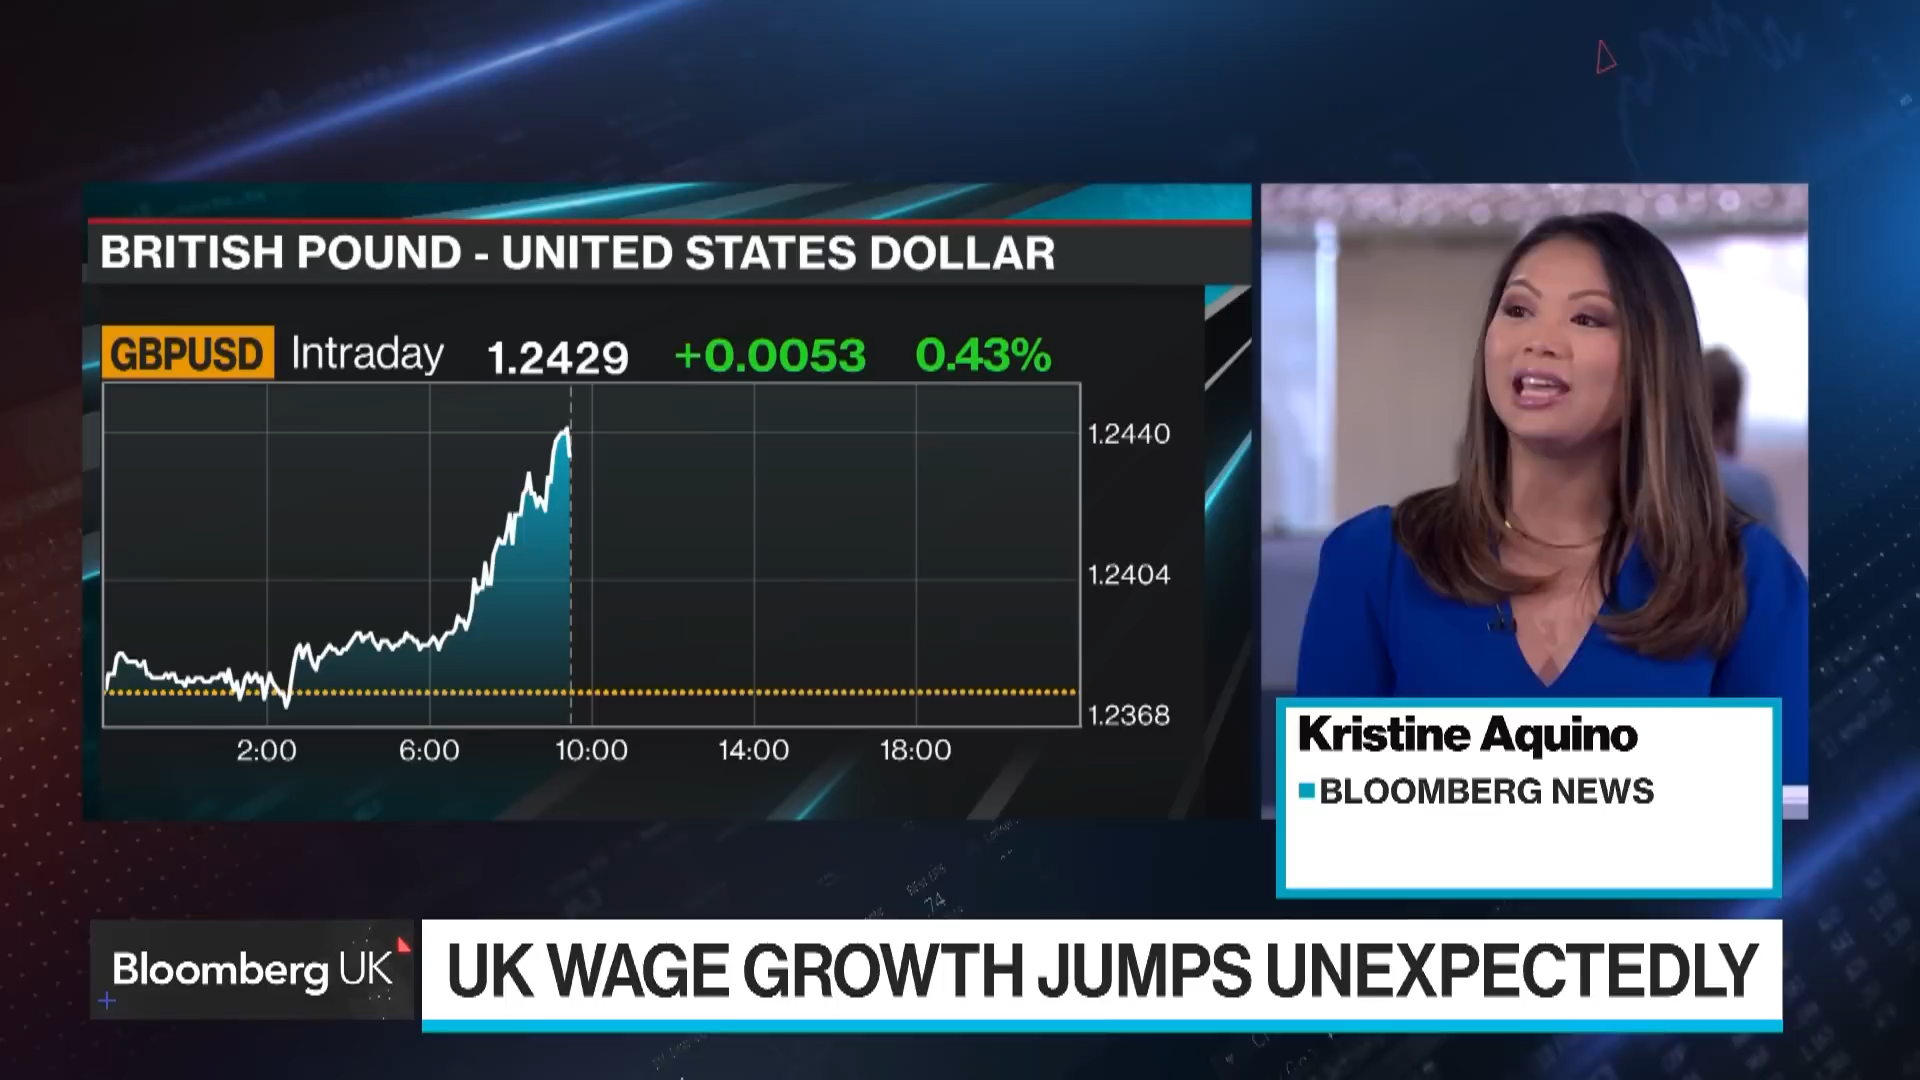 BRITISH POUND - UNITED STATES DOLLAR
GBPUSD Intraday 1.2429 +0.0053 0.43%
1.2440
1.2404
1.2368
2:00 6:00 10:00 14:00 18:00
Kristine Aquino
BLOOMBERG NEWS
74
Bloomberg UK
UK WAGE GROWTH JUMPS UNEXPECTEDLY